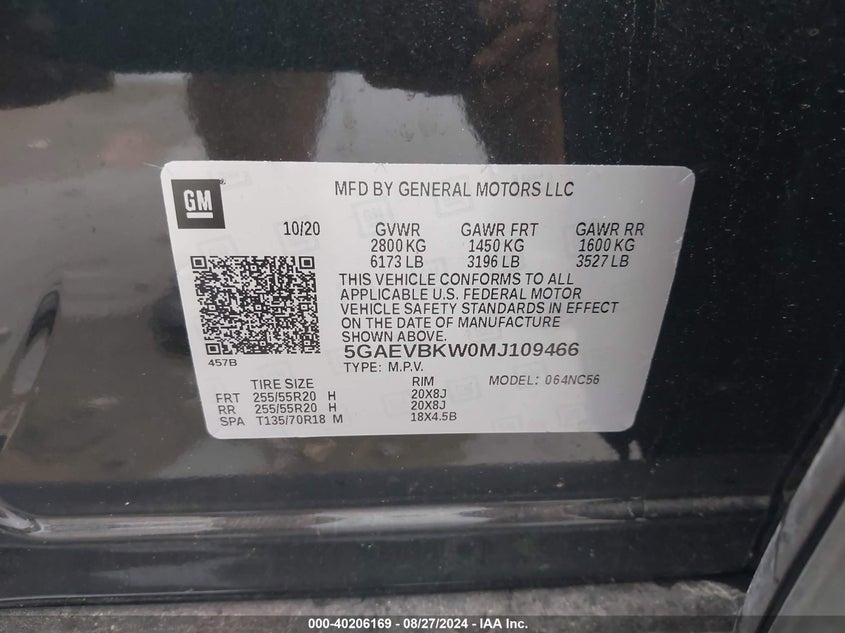 GM
MFD BY GENERAL MOTORS LLC
10/20 GVWR GAWR FRT GAWR RR
2800 KG 1450 KG 1600 KG
6173 LB 3196 LB 3527 LB
THIS VEHICLE CONFORMS TO ALL
APPLICABLE U.S. FEDERAL MOTOR
VEHICLE SAFETY STANDARDS IN EFFECT
ON THE DATE OF MANUFACTURE
SHOWN ABOVE.
457B
5GAEVBKW0MJ109466
TYPE: M.P.V.
TIRE SIZE RIM MODEL: 064NC56
FRT 255/55R20 H 20X8J
RR 255/55R20 H 20X8J
SPA T135/70R18 M 18X4.5B
000-40206169 - 08/27/2024 - IAA Inc.